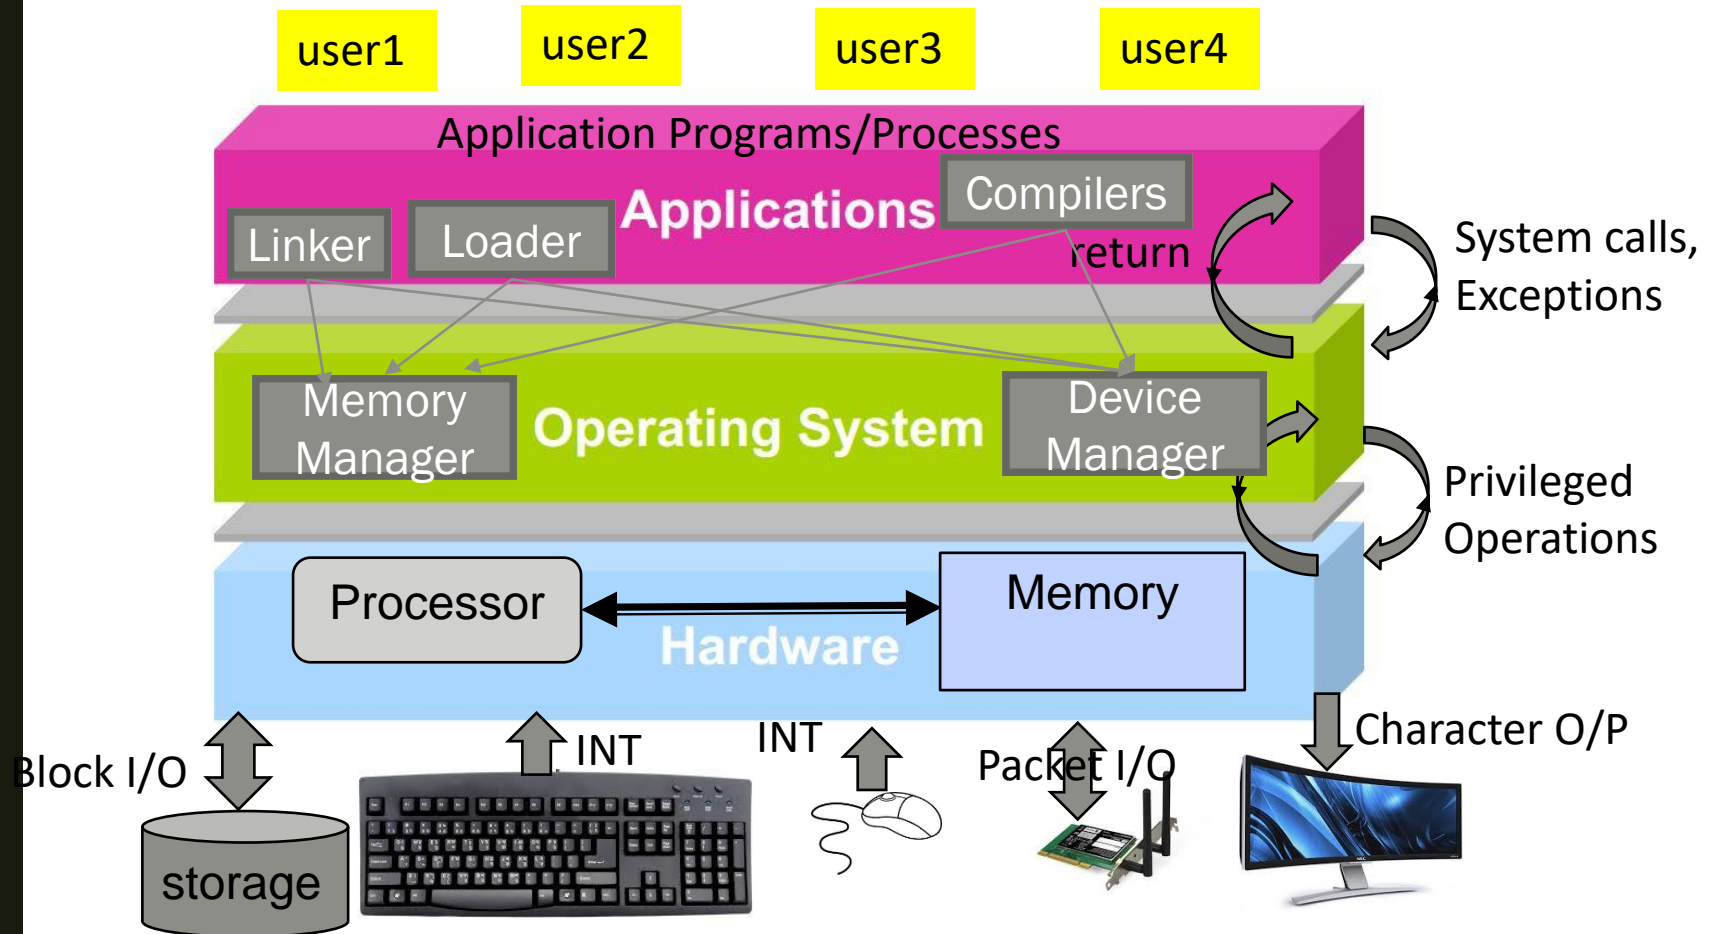 user1
user2
user3
user4
Application Programs/Processes
Applications
Compilers
Linker
Loader
return
System calls,
Exceptions
Memory
Manager
Operating System
Device
Manager
Privileged
Operations
Processor
Memory
Hardware
Block I/O
INT
INT
Packet I/O
Character O/P
storage